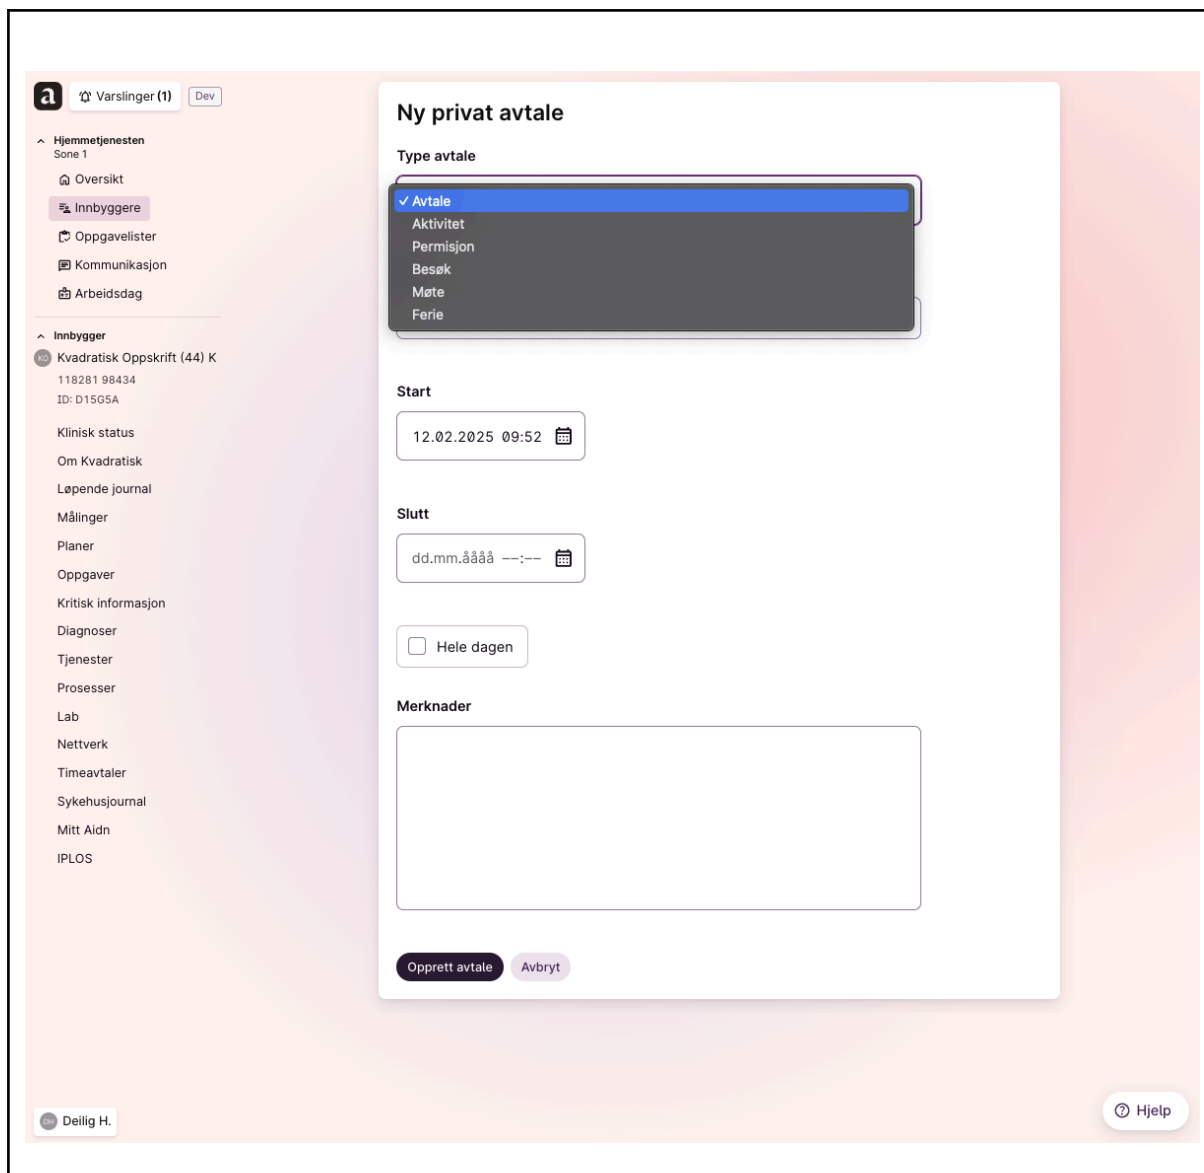 a
Varslinger (1)
Dev
Hjemmetjenesten
Sone 1
Oversikt
Innbyggere
Oppgavelister
Kommunikasjon
Arbeidsdag
Innbygger
KO
Kvadratisk Oppskrift (44) K
118281 98434
ID: D15G5A
Klinisk status
Om Kvadratisk
Løpende journal
Målinger
Planer
Oppgaver
Kritisk informasjon
Diagnoser
Tjenester
Prosesser
Lab
Nettverk
Timeavtaler
Sykehusjournal
Mitt Aidn
IPLOS
DH
Deilig H.
Ny privat avtale
Type avtale
✓ Avtale
Aktivitet
Permisjon
Besøk
Møte
Ferie
Start
12.02.2025 09:52
Slutt
dd.mm.åååå --:--
Hele dagen
Merknader
Opprett avtale
Avbryt
Hjelp